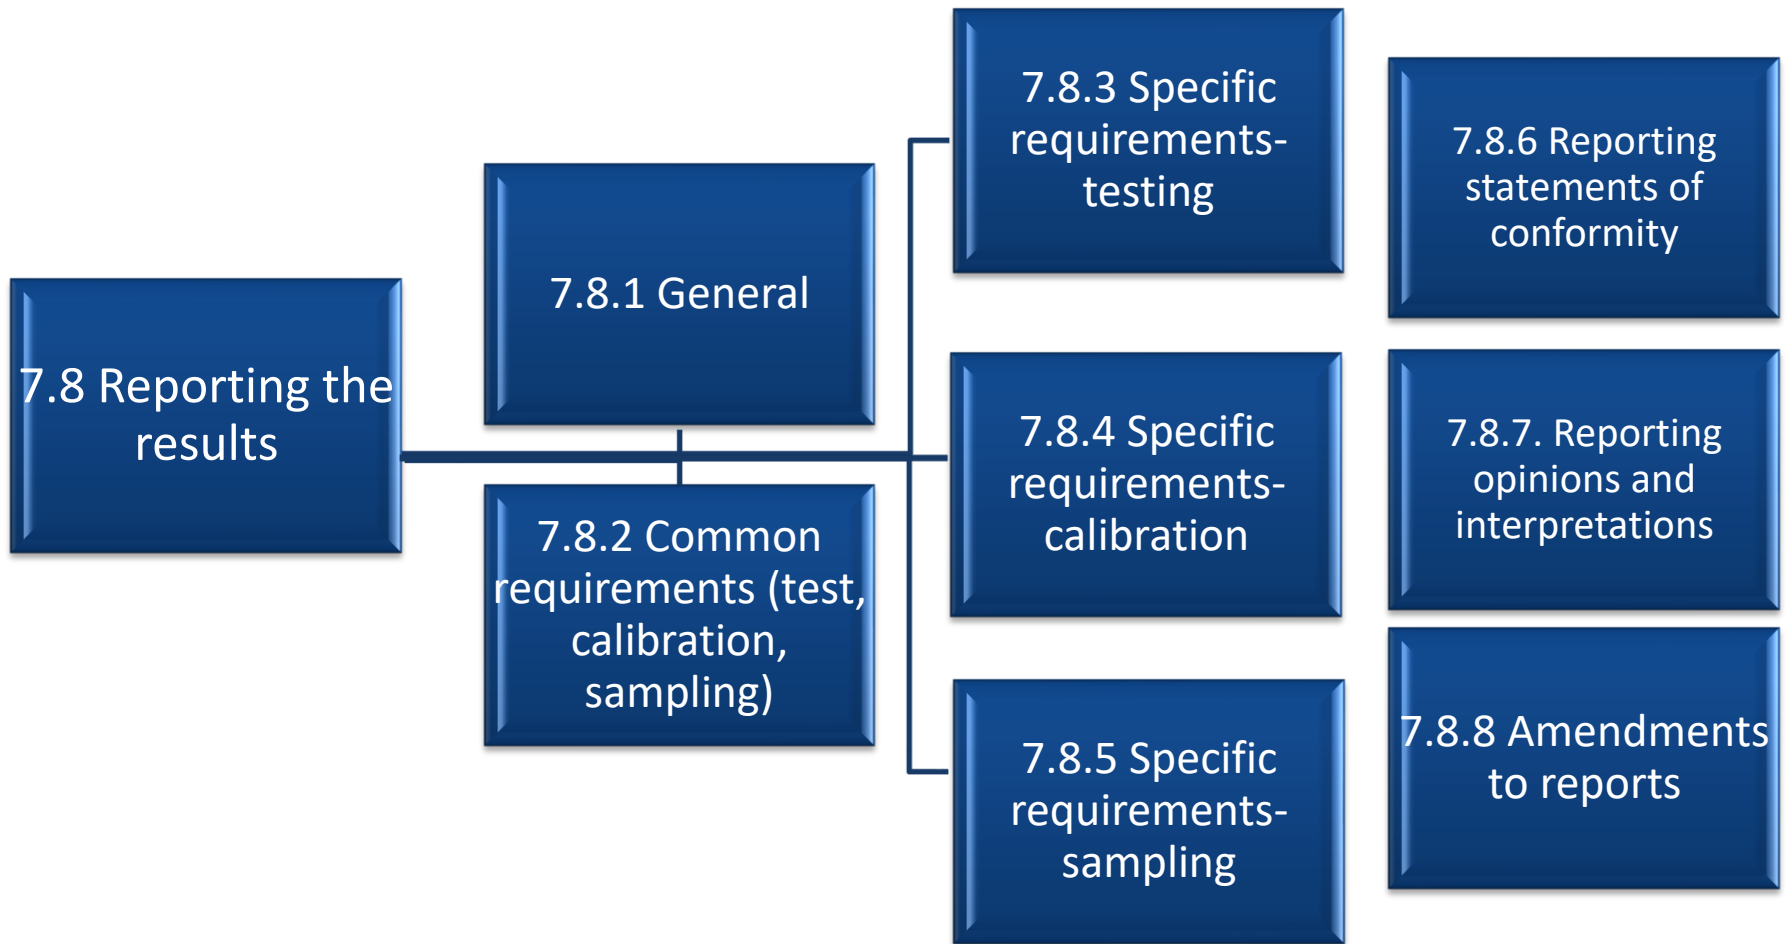 7.8 Reporting the
results
7.8.1 General
7.8.2 Common
requirements (test,
calibration,
sampling)
7.8.3 Specific
requirements-
testing
7.8.4 Specific
requirements-
calibration
7.8.5 Specific
requirements-
sampling
7.8.6 Reporting
statements of
conformity
7.8.7. Reporting
opinions and
interpretations
7.8.8 Amendments
to reports